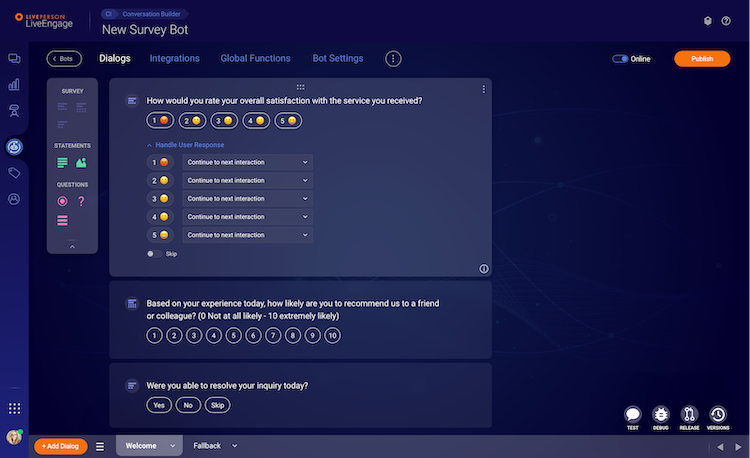 LIVEPERSON
LiveEngage
CI Conversation Builder
New Survey Bot
Bots
Dialogs
Integrations
Global Functions
Bot Settings
Online
Publish
SURVEY
STATEMENTS
QUESTIONS
?
How would you rate your overall satisfaction with the service you received?
1 2 3 4 5
Handle User Response
1 Continue to next interaction
2 Continue to next interaction
3 Continue to next interaction
4 Continue to next interaction
5 Continue to next interaction
Skip
Based on your experience today, how likely are you to recommend us to a friend
or colleague? (0 Not at all likely - 10 extremely likely)
1 2 3 4 5 6 7 8 9 10
Were you able to resolve your inquiry today?
Yes No Skip
TEST DEBUG RELEASE VERSIONS
+ Add Dialog
Welcome
Fallback